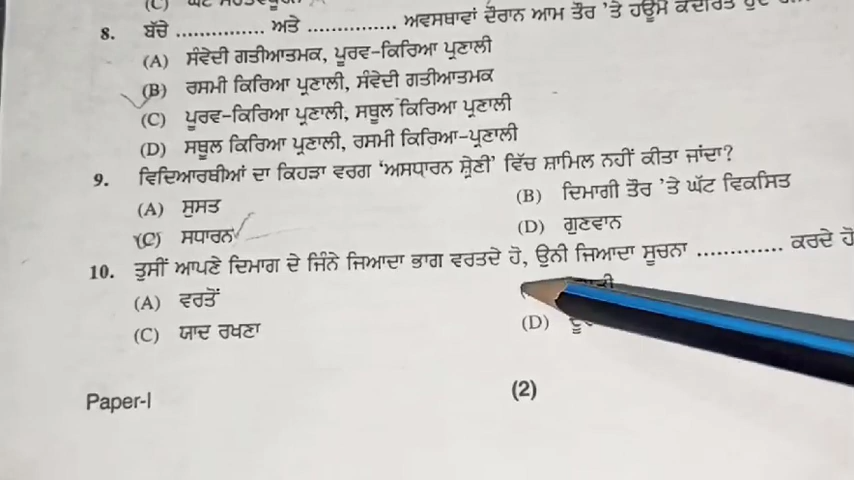 (C) ਘੱਟ
8. ਬੱਚੇ ............... ਅਤੇ ............... ਅਵਸਥਾਵਾਂ ਦੌਰਾਨ ਆਮ ਤੌਰ 'ਤੇ ਹਊਮੈ ਕੇਂਦਰਿਤ
(A) ਸੰਵੇਦੀ ਗਤੀਆਤਮਕ, ਪੂਰਵ-ਕਿਰਿਆ ਪ੍ਰਣਾਲੀ
(B) ਰਸਮੀ ਕਿਰਿਆ ਪ੍ਰਣਾਲੀ, ਸੰਵੇਦੀ ਗਤੀਆਤਮਕ
(C) ਪੂਰਵ-ਕਿਰਿਆ ਪ੍ਰਣਾਲੀ, ਸਥੂਲ ਕਿਰਿਆ ਪ੍ਰਣਾਲੀ
(D) ਸਥੂਲ ਕਿਰਿਆ ਪ੍ਰਣਾਲੀ, ਰਸਮੀ ਕਿਰਿਆ-ਪ੍ਰਣਾਲੀ
9. ਵਿਦਿਆਰਥੀਆਂ ਦਾ ਕਿਹੜਾ ਵਰਗ 'ਅਸਧਾਰਨ ਸ਼੍ਰੇਣੀ' ਵਿੱਚ ਸ਼ਾਮਿਲ ਨਹੀਂ ਕੀਤਾ ਜਾਂਦਾ?
(A) ਸੁਸਤ (B) ਦਿਮਾਗੀ ਤੌਰ 'ਤੇ ਘੱਟ ਵਿਕਸਿਤ
(C) ਸਧਾਰਨ (D) ਗੁਣਵਾਨ
10. ਤੁਸੀਂ ਆਪਣੇ ਦਿਮਾਗ ਦੇ ਜਿੰਨੇ ਜਿਆਦਾ ਭਾਗ ਵਰਤਦੇ ਹੋ, ਉਨੀ ਜਿਆਦਾ ਸੂਚਨਾ ............. ਕਰਦੇ ਹੋ
(A) ਵਰਤੋਂ
(C) ਯਾਦ ਰਖਣਾ (D)
Paper-I (2)